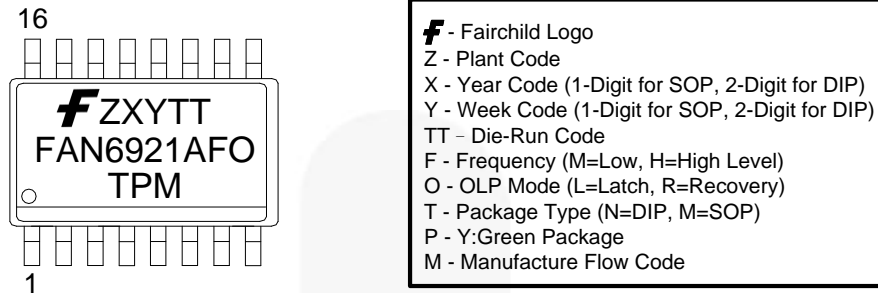 16
ZXYTT
FAN6921AFO
TPM
1
- Fairchild Logo
Z - Plant Code
X - Year Code (1-Digit for SOP, 2-Digit for DIP)
Y - Week Code (1-Digit for SOP, 2-Digit for DIP)
TT – Die-Run Code
F - Frequency (M=Low, H=High Level)
O - OLP Mode (L=Latch, R=Recovery)
T - Package Type (N=DIP, M=SOP)
P - Y:Green Package
M - Manufacture Flow Code